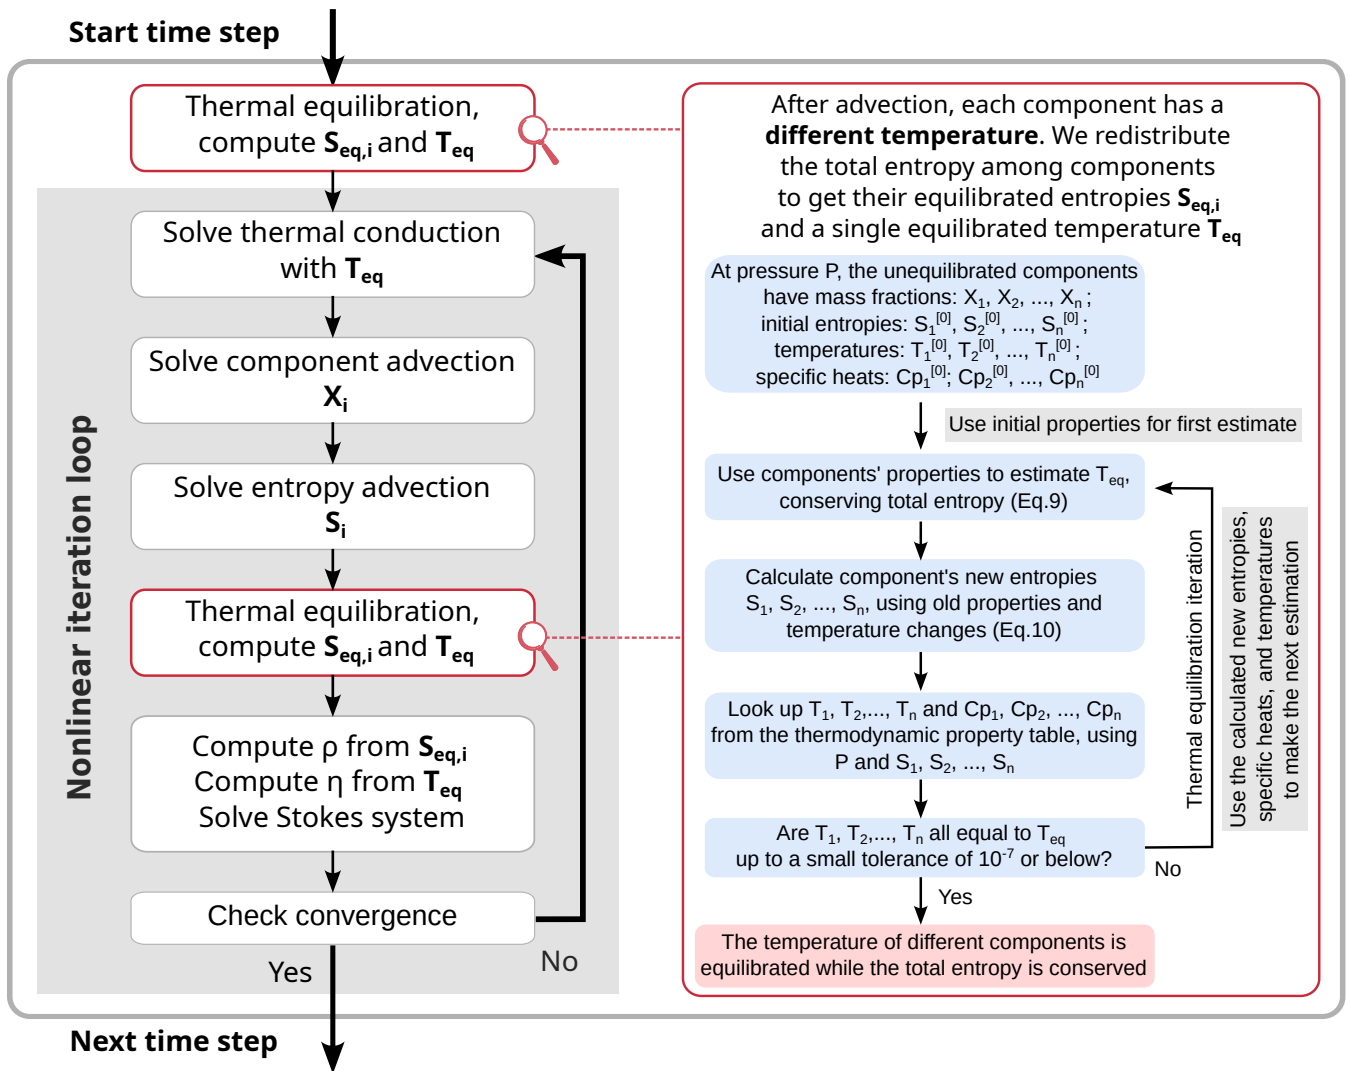 Start time step
Thermal equilibration,
compute S_eq,i and T_eq
Nonlinear iteration loop
Solve thermal conduction
with T_eq
Solve component advection
X_i
Solve entropy advection
S_i
Thermal equilibration,
compute S_eq,i and T_eq
Compute ρ from S_eq,i
Compute η from T_eq
Solve Stokes system
Check convergence
Yes
No
Next time step
After advection, each component has a
different temperature. We redistribute
the total entropy among components
to get their equilibrated entropies S_eq,i
and a single equilibrated temperature T_eq
At pressure P, the unequilibrated components
have mass fractions: X_1, X_2, ..., X_n ;
initial entropies: S_1^[0], S_2^[0], ..., S_n^[0] ;
temperatures: T_1^[0], T_2^[0], ..., T_n^[0] ;
specific heats: Cp_1^[0]; Cp_2^[0], ..., Cp_n^[0]
Use initial properties for first estimate
Use components' properties to estimate T_eq,
conserving total entropy (Eq.9)
Calculate component's new entropies
S_1, S_2, ..., S_n, using old properties and
temperature changes (Eq.10)
Look up T_1, T_2,..., T_n and Cp_1, Cp_2, ..., Cp_n
from the thermodynamic property table, using
P and S_1, S_2, ..., S_n
Are T_1, T_2,..., T_n all equal to T_eq
up to a small tolerance of 10^-7 or below?
No
Thermal equilibration iteration
Use the calculated new entropies,
specific heats, and temperatures
to make the next estimation
Yes
The temperature of different components is
equilibrated while the total entropy is conserved